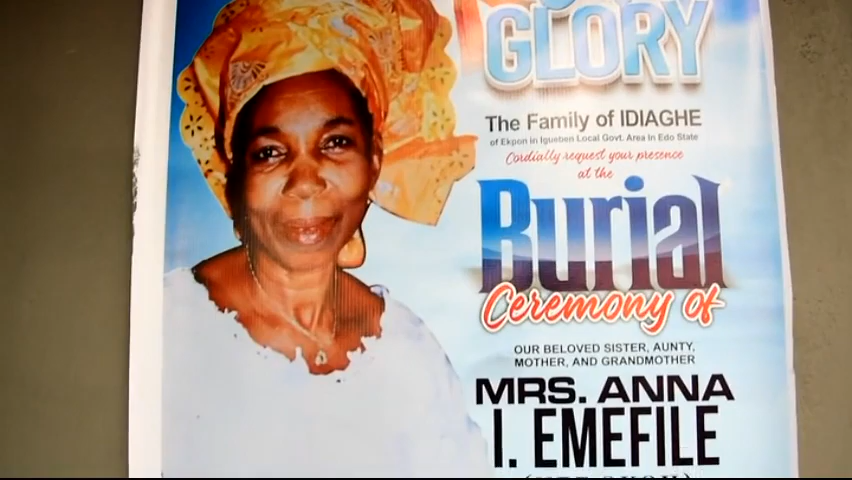 GLORY
The Family of IDIAGHE
of Ekpon in Igueben Local Govt. Area In Edo State
Cordially request your presence
at the
Burial
Ceremony of
OUR BELOVED SISTER, AUNTY,
MOTHER, AND GRANDMOTHER
MRS. ANNA
I. EMEFILE